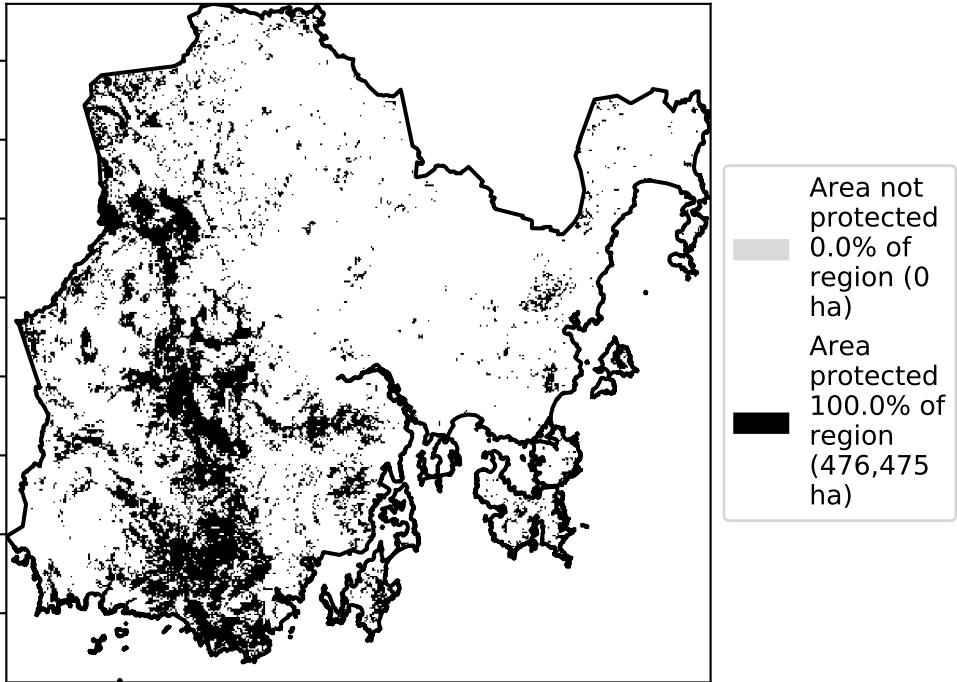 Area not
protected
0.0% of
region (0
ha)
Area
protected
100.0% of
region
(476,475
ha)